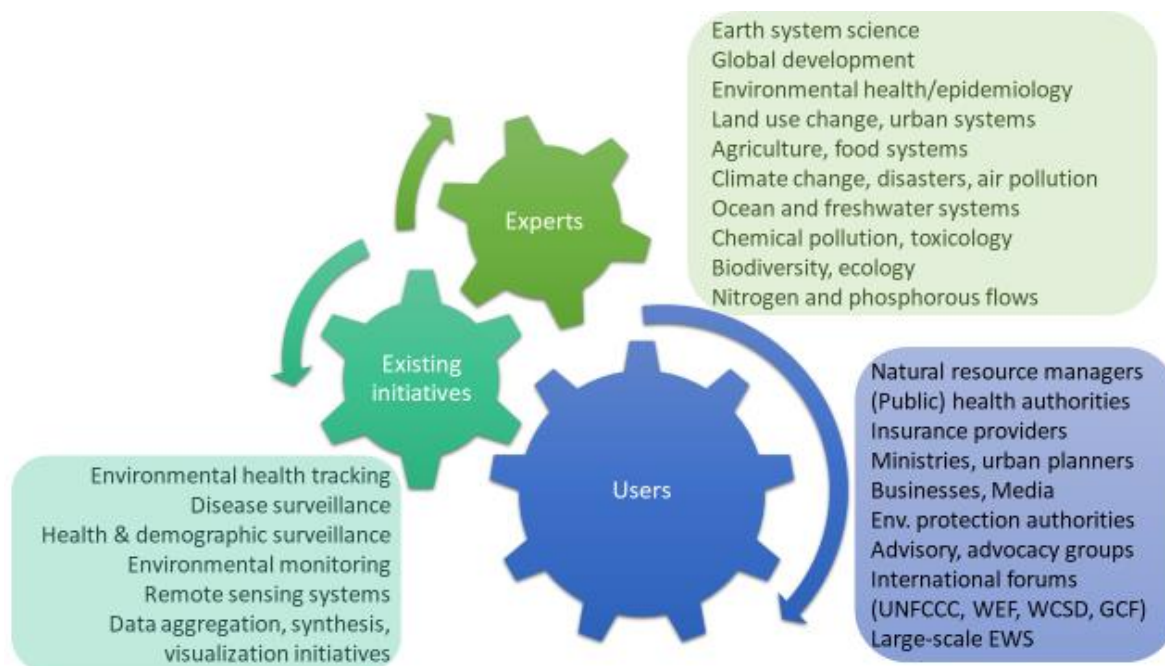 Earth system science
Global development
Environmental health/epidemiology
Land use change, urban systems
Agriculture, food systems
Climate change, disasters, air pollution
Ocean and freshwater systems
Chemical pollution, toxicology
Biodiversity, ecology
Nitrogen and phosphorous flows
Experts
Existing
initiatives
Users
Natural resource managers
(Public) health authorities
Insurance providers
Ministries, urban planners
Businesses, Media
Env. protection authorities
Advisory, advocacy groups
International forums
(UNFCCC, WEF, WCSD, GCF)
Large-scale EWS
Environmental health tracking
Disease surveillance
Health & demographic surveillance
Environmental monitoring
Remote sensing systems
Data aggregation, synthesis,
visualization initiatives